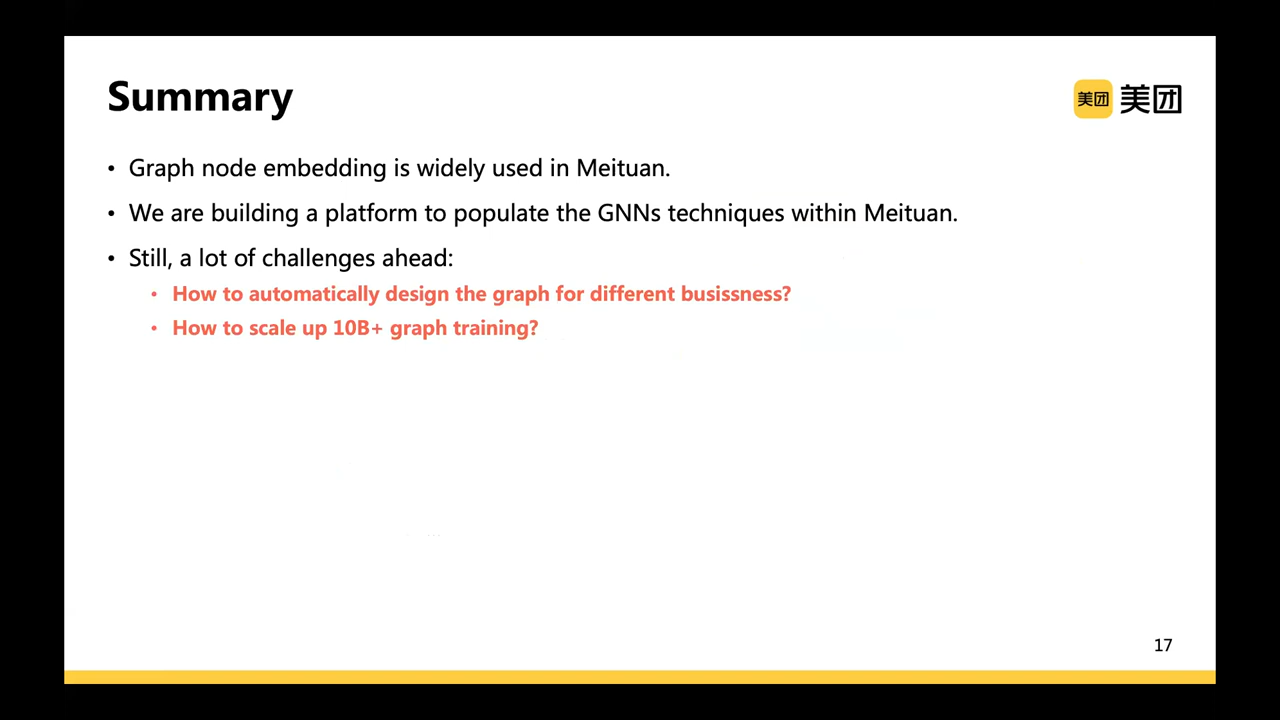 Summary
美团 美团
• Graph node embedding is widely used in Meituan.
• We are building a platform to populate the GNNs techniques within Meituan.
• Still, a lot of challenges ahead:
• How to automatically design the graph for different busissness?
• How to scale up 10B+ graph training?
17